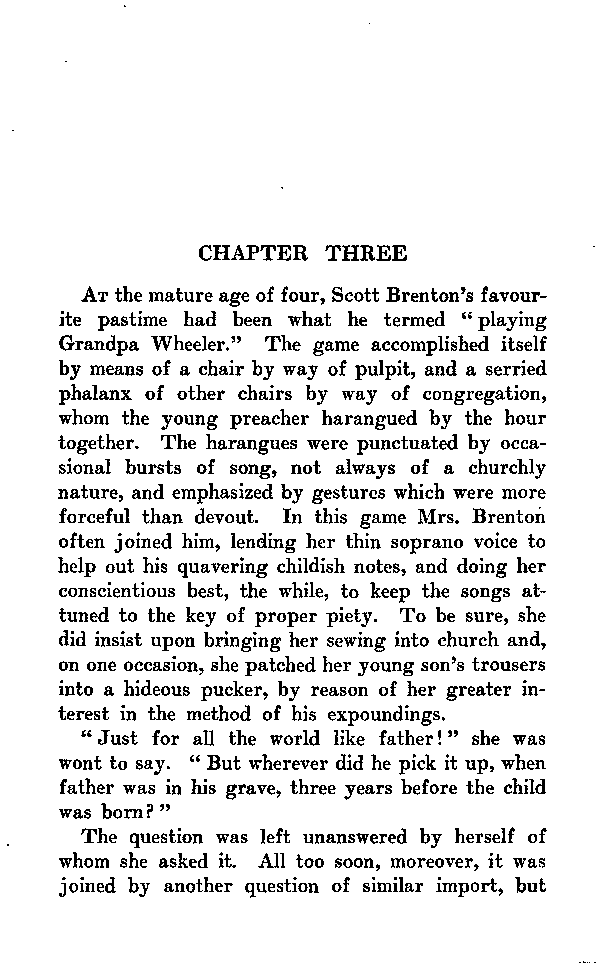 CHAPTER THREE
At the mature age of four, Scott Brenton's favour-
ite pastime had been what he termed "playing
Grandpa Wheeler." The game accomplished itself
by means of a chair by way of pulpit, and a serried
phalanx of other chairs by way of congregation,
whom the young preacher harangued by the hour
together. The harangues were punctuated by occa-
sional bursts of song, not always of a churchly
nature, and emphasized by gestures which were more
forceful than devout. In this game Mrs. Brenton
often joined him, lending her thin soprano voice to
help out his quavering childish notes, and doing her
conscientious best, the while, to keep the songs at-
tuned to the key of proper piety. To be sure, she
did insist upon bringing her sewing into church and,
on one occasion, she patched her young son's trousers
into a hideous pucker, by reason of her greater in-
terest in the method of his expoundings.
"Just for all the world like father!" she was
wont to say. "But wherever did he pick it up, when
father was in his grave, three years before the child
was born?"
The question was left unanswered by herself of
whom she asked it. All too soon, moreover, it was
joined by another question of similar import, but